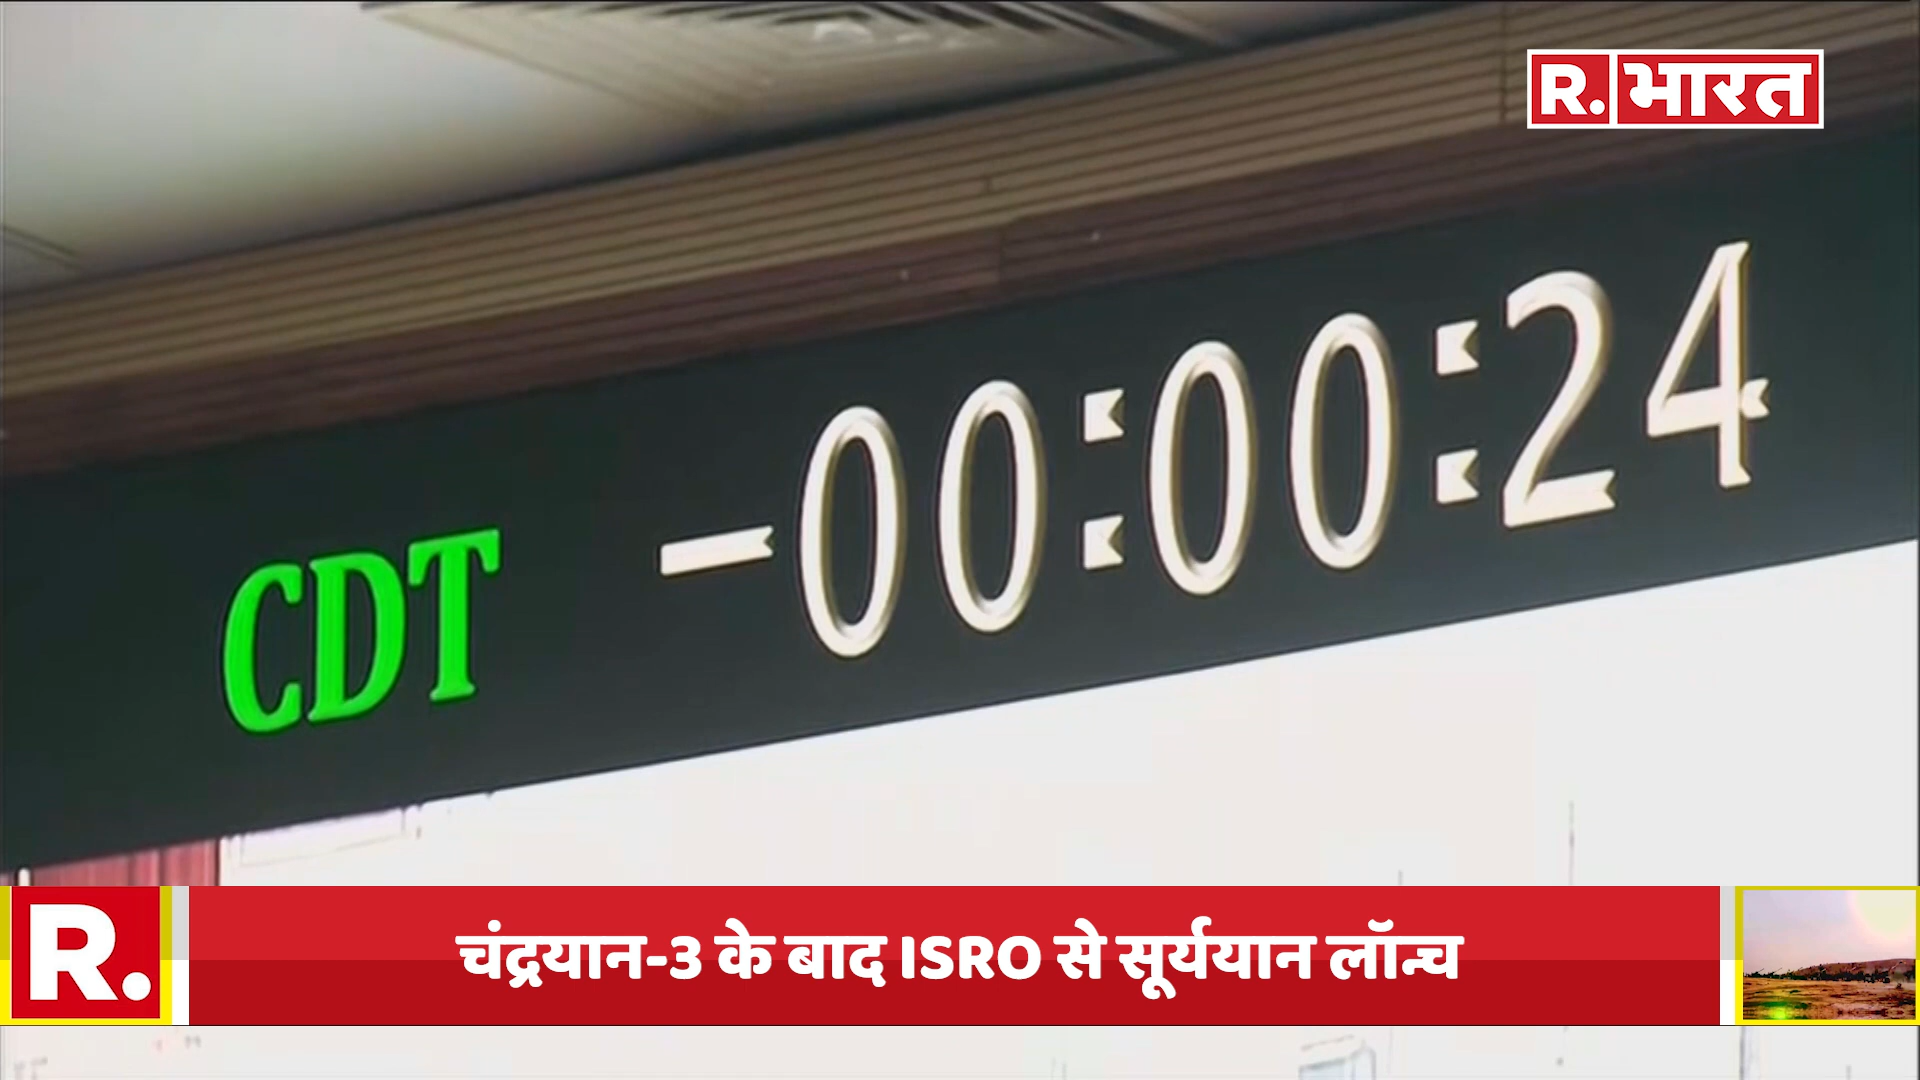 R. भारत
CDT -00:00:24
R. चंद्रयान-3 के बाद ISRO से सूर्ययान लॉन्च